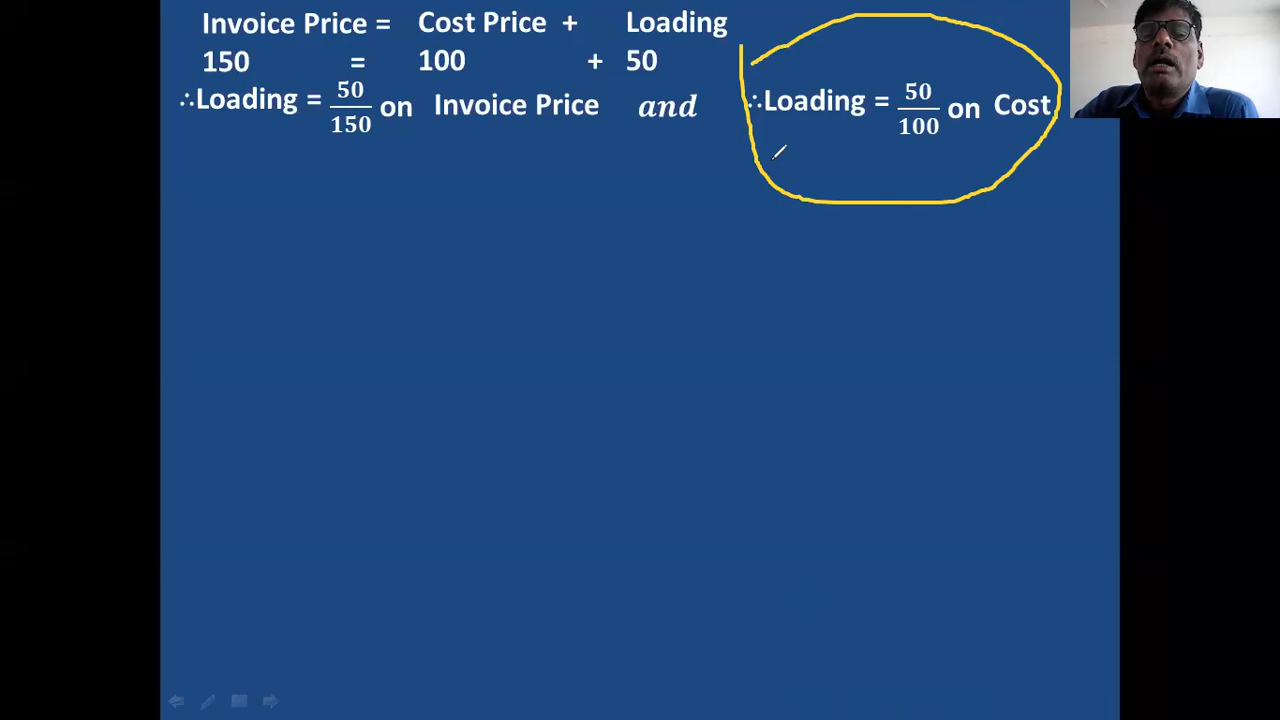 Invoice Price = Cost Price + Loading
150 = 100 + 50
∴Loading = 50/150 on Invoice Price and ∴Loading = 50/100 on Cost